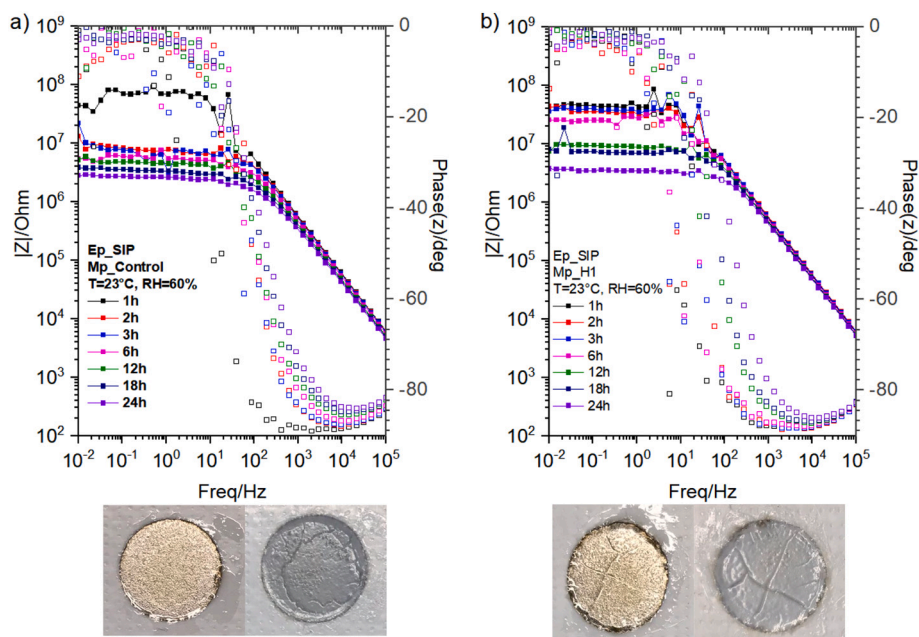 a)
10⁹
10⁸
10⁷
10⁶
10⁵
10⁴
10³
10²
|Z|/Ohm
Ep_SIP
Mp_Control
T=23°C, RH=60%
1h
2h
3h
6h
12h
18h
24h
0
-20
-40
-60
-80
Phase(z)/deg
10⁻² 10⁻¹ 10⁰ 10¹ 10² 10³ 10⁴ 10⁵
Freq/Hz
b)
10⁹
10⁸
10⁷
10⁶
10⁵
10⁴
10³
10²
|Z|/Ohm
Ep_SIP
Mp_H1
T=23°C, RH=60%
1h
2h
3h
6h
12h
18h
24h
0
-20
-40
-60
-80
Phase(z)/deg
10⁻² 10⁻¹ 10⁰ 10¹ 10² 10³ 10⁴ 10⁵
Freq/Hz